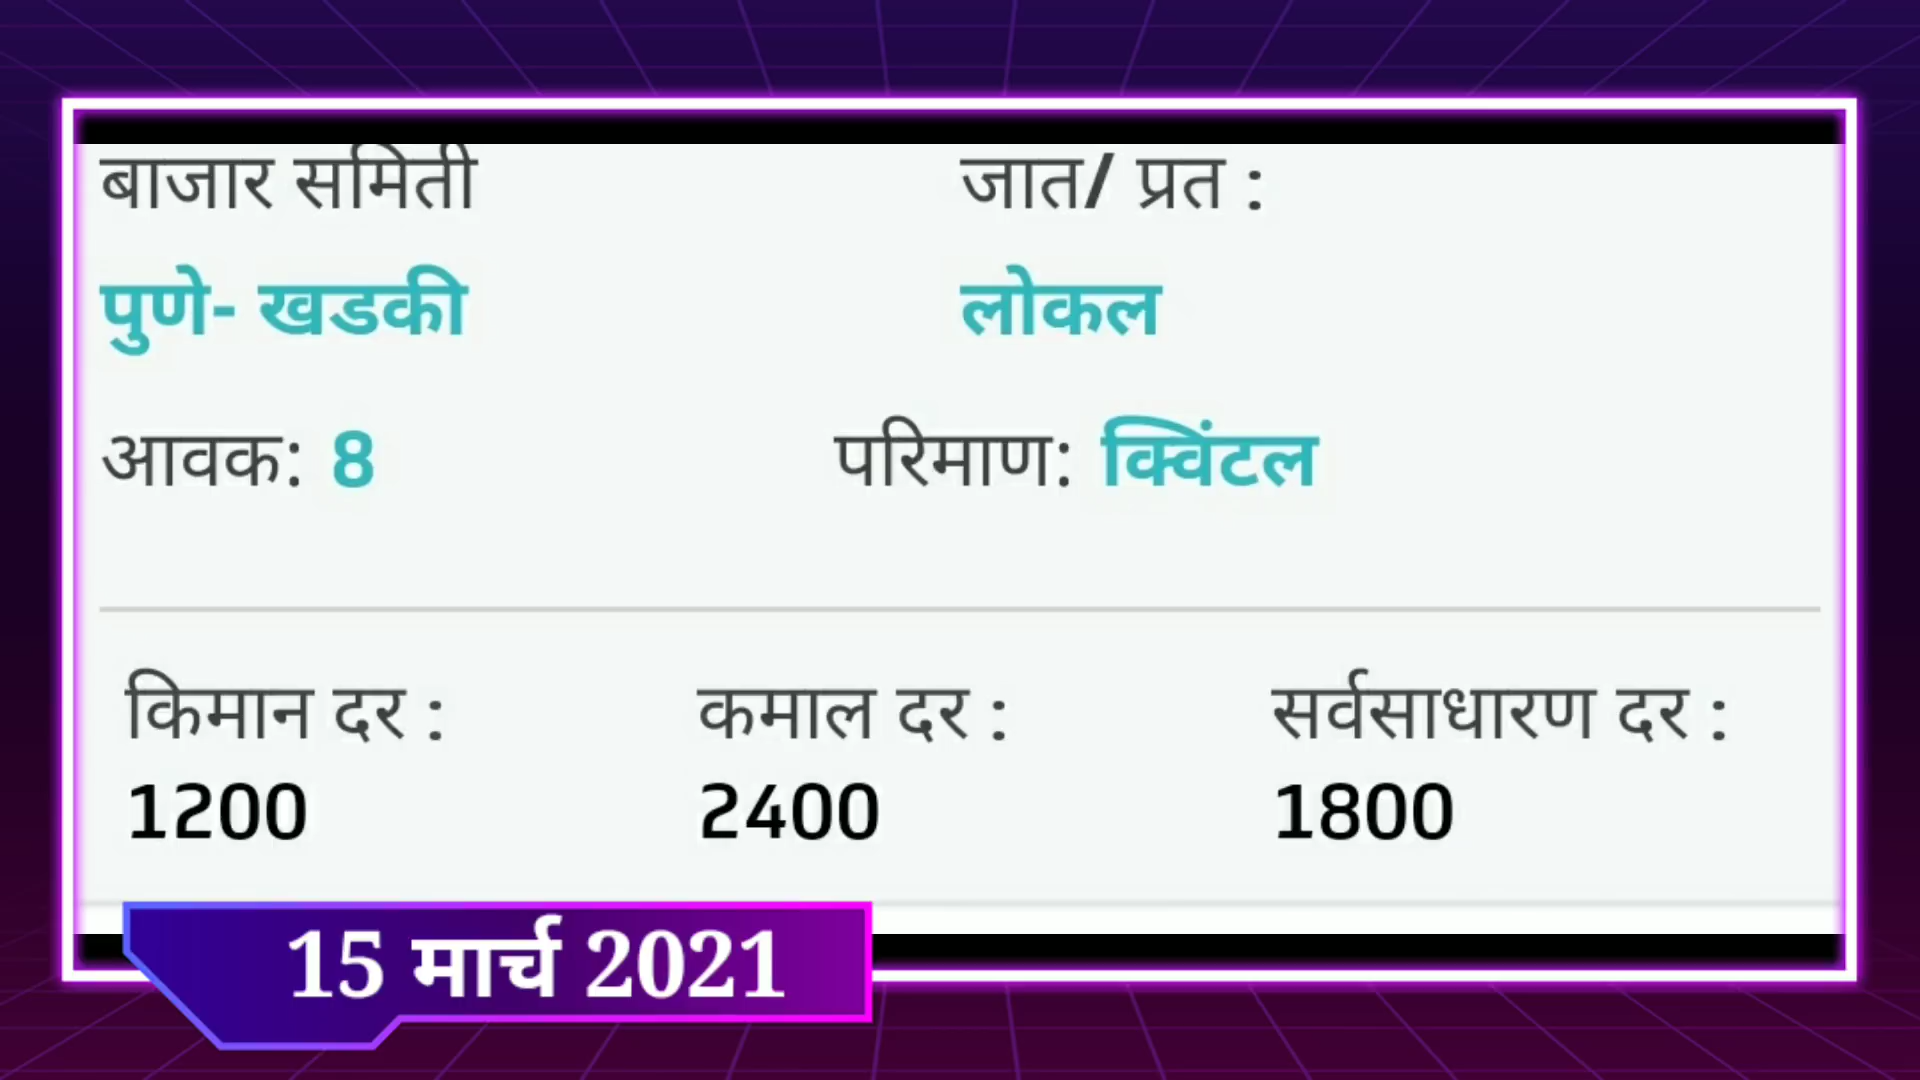 बाजार समिती जात/ प्रत :
पुणे- खडकी लोकल
आवक: 8 परिमाण: क्विंटल
किमान दर : कमाल दर : सर्वसाधारण दर :
1200 2400 1800
15 मार्च 2021